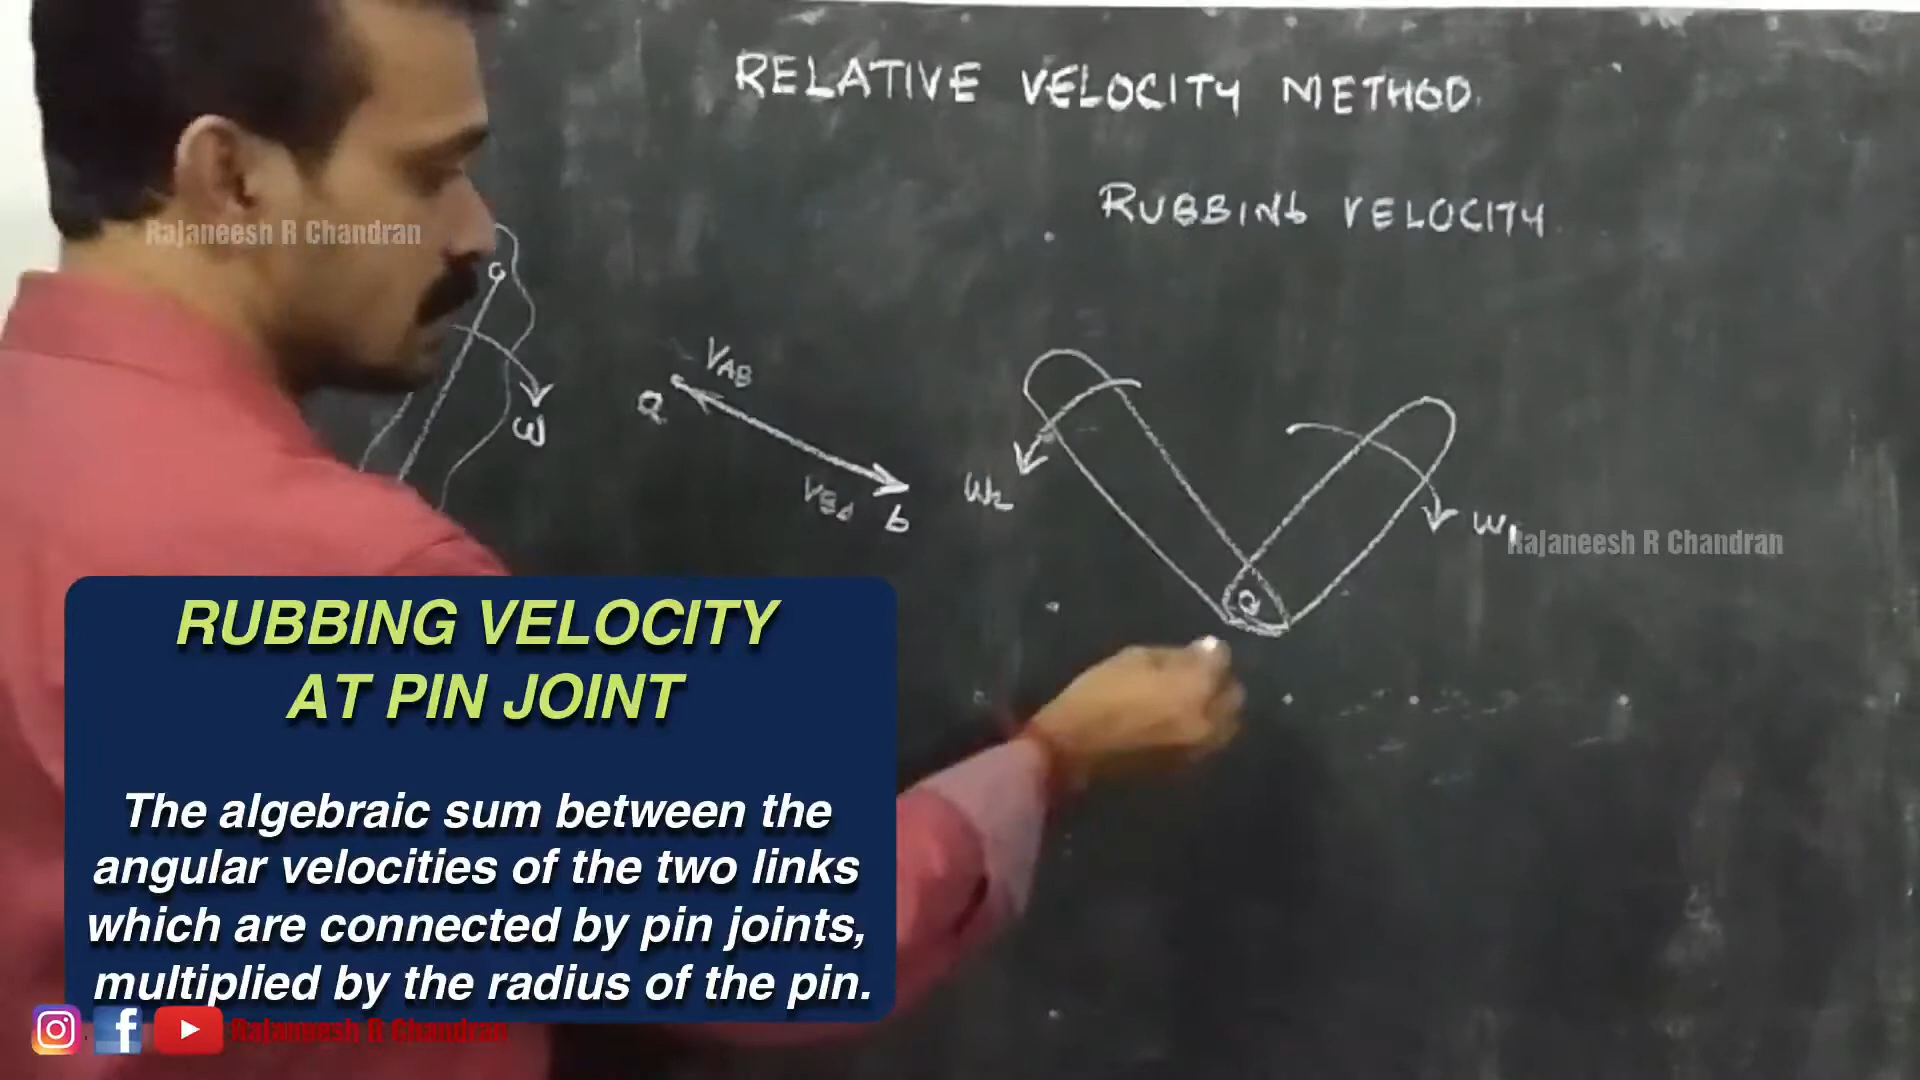 RELATIVE VELOCITY METHOD
RUBBING VELOCITY
Rajaneesh R Chandran
ω
VAB
a
VBA
b
ω2
ω1
Rajaneesh R Chandran
RUBBING VELOCITY
AT PIN JOINT
The algebraic sum between the
angular velocities of the two links
which are connected by pin joints,
multiplied by the radius of the pin.
Rajaneesh R Chandran